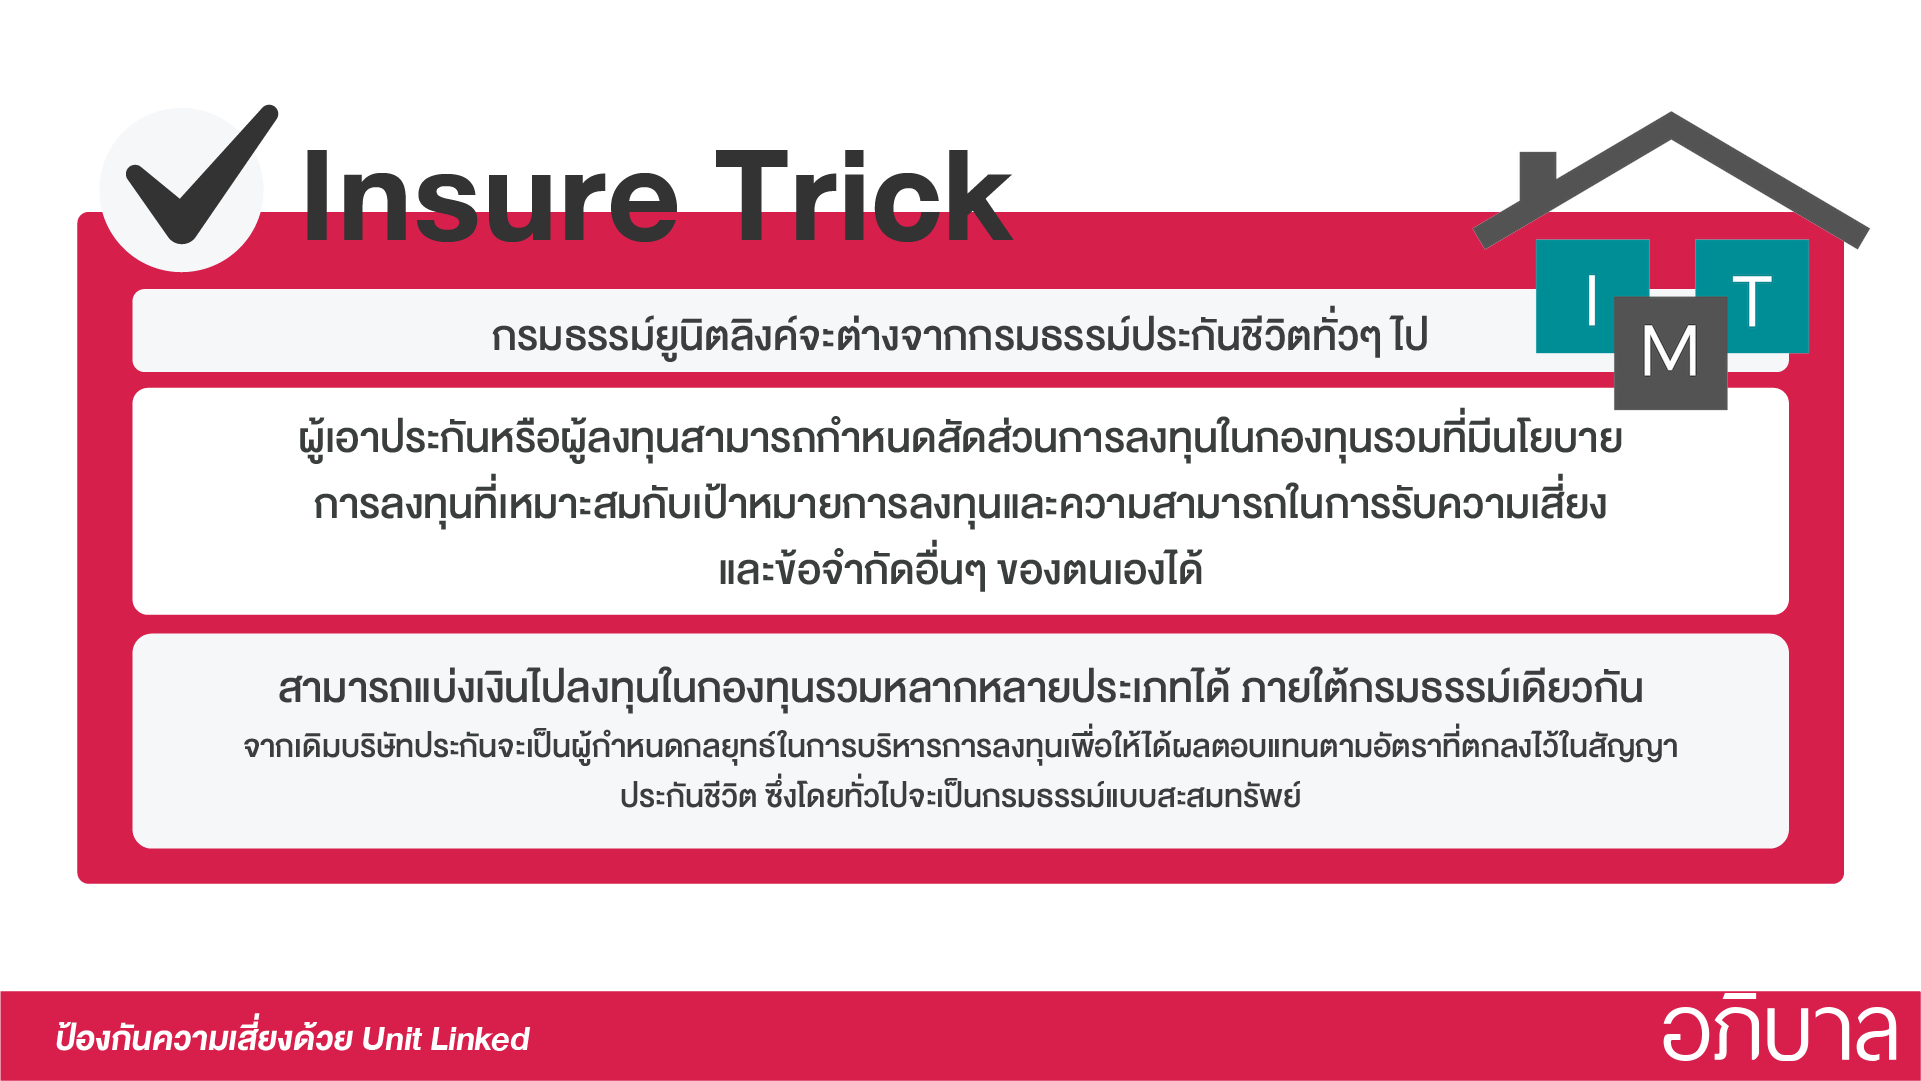 Insure Trick
I M T
กรมธรรม์ยูนิตลิงค์จะต่างจากกรมธรรม์ประกันชีวิตทั่วๆ ไป
ผู้เอาประกันหรือผู้ลงทุนสามารถกำหนดสัดส่วนการลงทุนในกองทุนรวมที่มีนโยบาย
การลงทุนที่เหมาะสมกับเป้าหมายการลงทุนและความสามารถในการรับความเสี่ยง
และข้อจำกัดอื่นๆ ของตนเองได้
สามารถแบ่งเงินไปลงทุนในกองทุนรวมหลากหลายประเภทได้ ภายใต้กรมธรรม์เดียวกัน
จากเดิมบริษัทประกันจะเป็นผู้กำหนดกลยุทธ์ในการบริหารการลงทุนเพื่อให้ได้ผลตอบแทนตามอัตราที่ตกลงไว้ในสัญญา
ประกันชีวิต ซึ่งโดยทั่วไปจะเป็นกรมธรรม์แบบสะสมทรัพย์
ป้องกันความเสี่ยงด้วย Unit Linked
อภิบาล